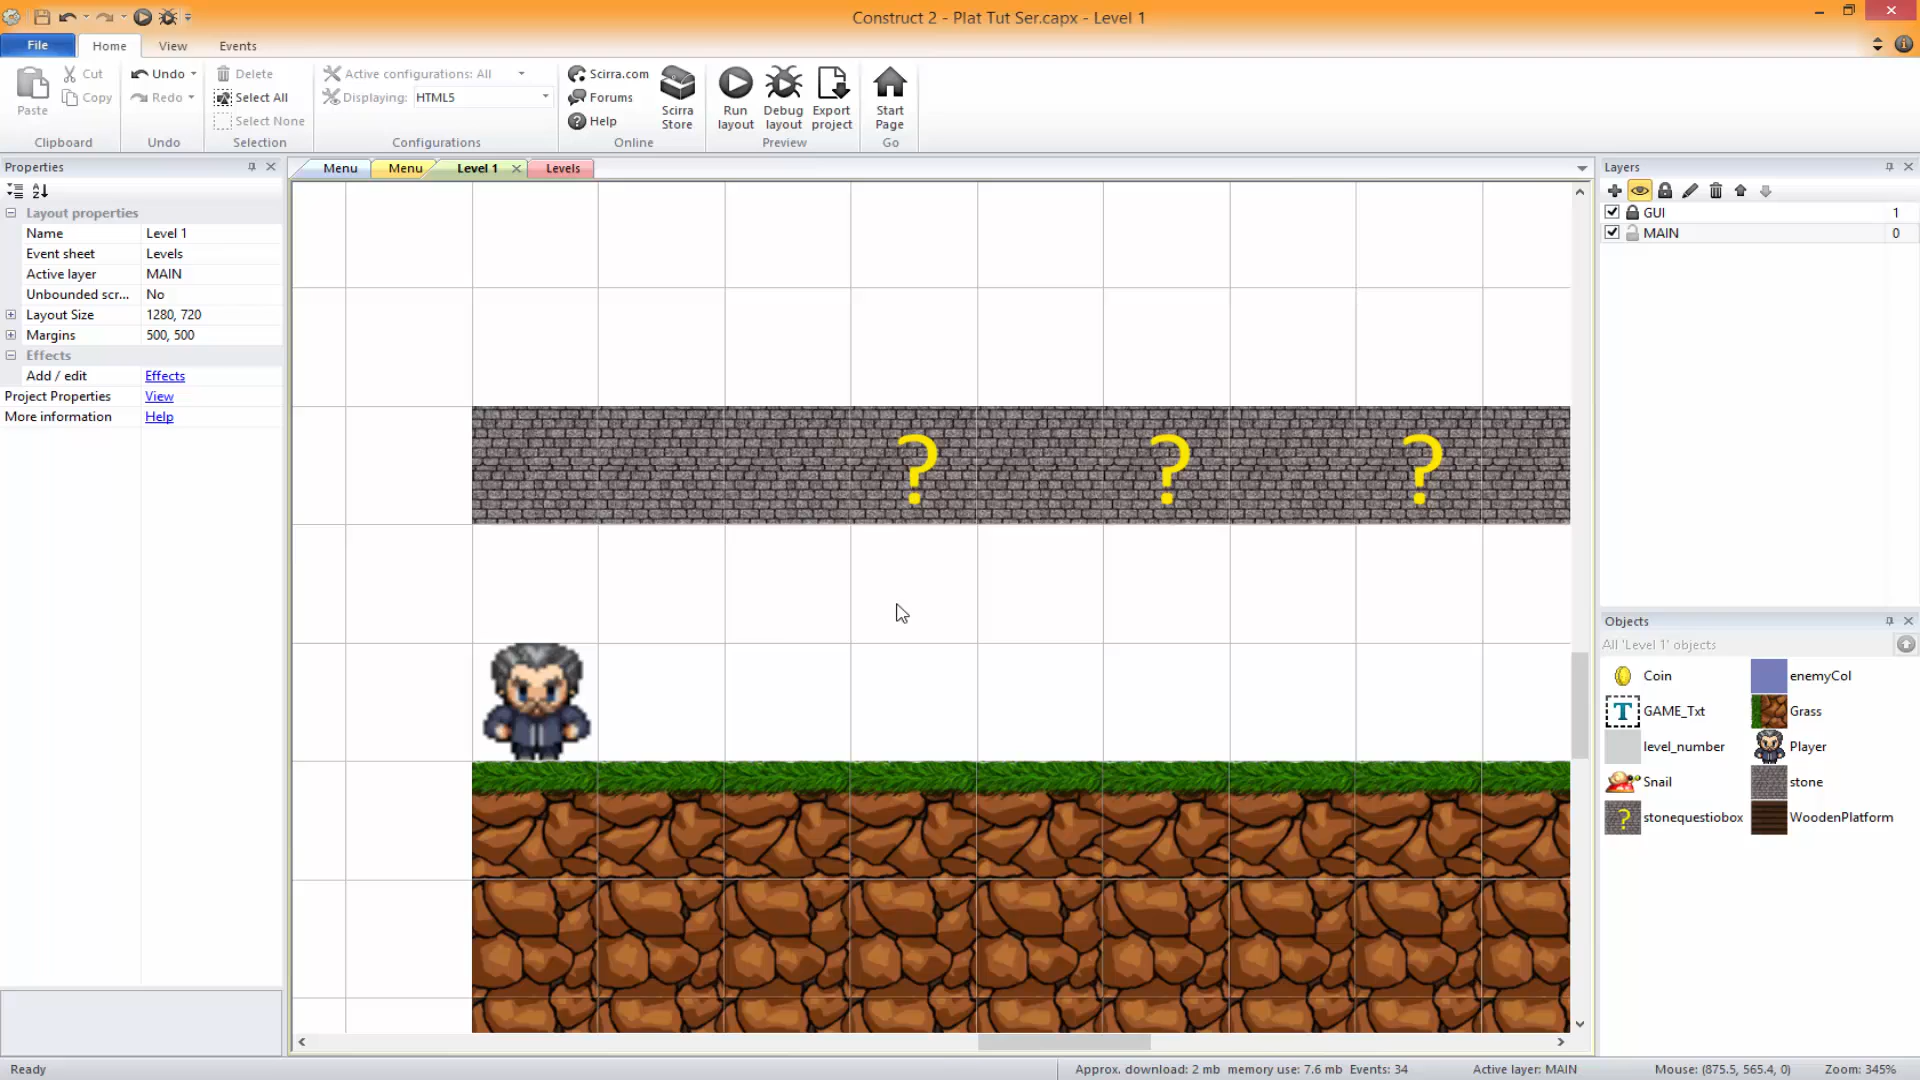 Construct 2 - Plat Tut Ser.capx - Level 1
File Home View Events
Paste Cut Copy
Undo Redo
Delete Select All Select None
Active configurations: All
Displaying: HTML5
Scirra.com Forums Help
Scirra Store
Run layout Debug layout Export project
Start Page
Clipboard Undo Selection Configurations Online Preview Go
Properties
Menu Menu Level 1 Levels
Layout properties
Name Level 1
Event sheet Levels
Active layer MAIN
Unbounded scr... No
Layout Size 1280, 720
Margins 500, 500
Effects
Add / edit Effects
Project Properties View
More information Help
? ? ?
Layers
GUI 1
MAIN 0
Objects
All 'Level 1' objects
Coin enemyCol
T GAME_Txt Grass
level_number Player
Snail stone
? stonequestiobox WoodenPlatform
Ready
Approx. download: 2 mb memory use: 7.6 mb Events: 34 Active layer: MAIN Mouse: (875.5, 565.4, 0) Zoom: 345%